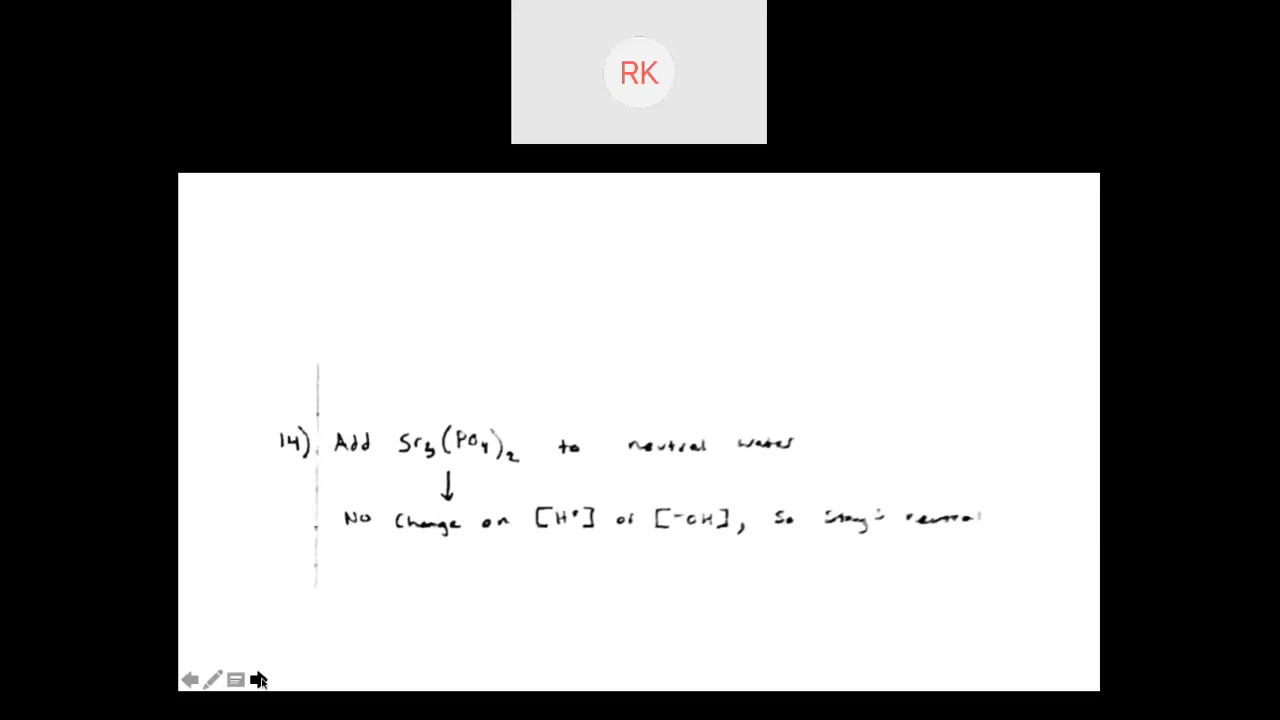 RK
14) Add Sr₃(PO₄)₂ to neutral water
↓
No change on [H⁺] or [⁻OH], so stays neutral